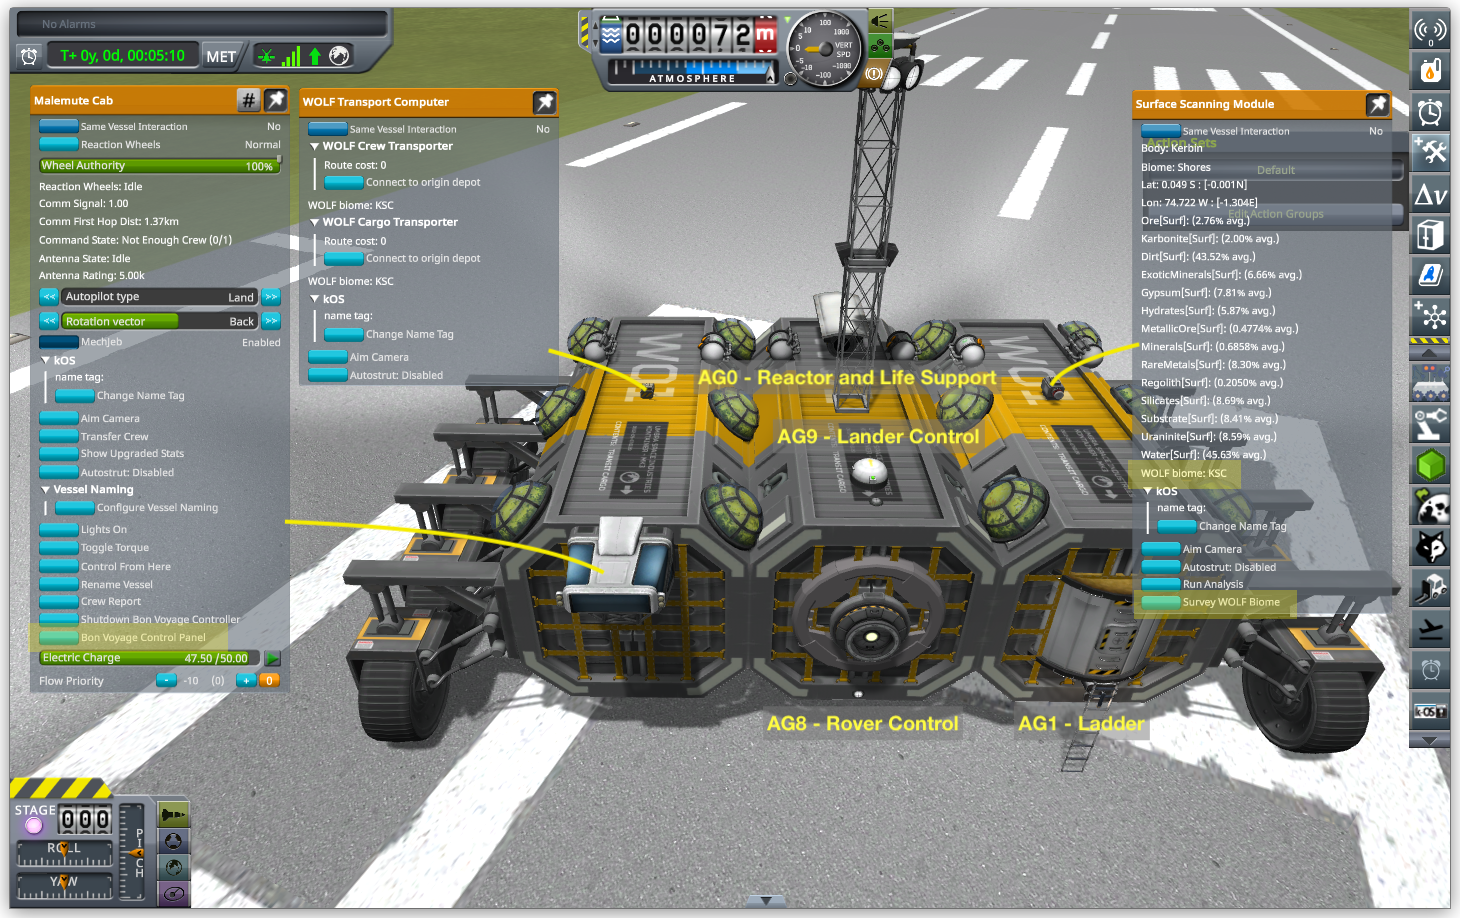 No Alarms
T+ 0y, 0d, 00:05:10
MET
000072 m
ATMOSPHERE
VERT
SPD
Malemute Cab
#
Same Vessel Interaction No
Reaction Wheels Normal
Wheel Authority 100%
Reaction Wheels: Idle
Comm Signal: 1.00
Comm First Hop Dist: 1.37km
Command State: Not Enough Crew (0/1)
Antenna State: Idle
Antenna Rating: 5.00k
<< Autopilot type Land >>
<< Rotation vector Back >>
MechJeb Enabled
kOS
name tag:
Change Name Tag
Aim Camera
Transfer Crew
Show Upgraded Stats
Autostrut: Disabled
Vessel Naming
Configure Vessel Naming
Lights On
Toggle Torque
Control From Here
Rename Vessel
Crew Report
Shutdown Bon Voyage Controller
Bon Voyage Control Panel
Electric Charge 47.50 /50.00
Flow Priority - -10 (0) + 0
WOLF Transport Computer
Same Vessel Interaction No
WOLF Crew Transporter
Route cost: 0
Connect to origin depot
WOLF biome: KSC
WOLF Cargo Transporter
Route cost: 0
Connect to origin depot
WOLF biome: KSC
kOS
name tag:
Change Name Tag
Aim Camera
Autostrut: Disabled
Surface Scanning Module
Same Vessel Interaction No
Action Sets
Body: Kerbin
Biome: Shores
Default
Lat: 0.049 S : [-0.001N]
Lon: 74.722 W : [-1.304E]
Edit Action Groups
Ore[Surf]: (2.76% avg.)
Karbonite[Surf]: (2.00% avg.)
Dirt[Surf]: (43.52% avg.)
ExoticMinerals[Surf]: (6.66% avg.)
Gypsum[Surf]: (7.81% avg.)
Hydrates[Surf]: (5.87% avg.)
MetallicOre[Surf]: (0.4774% avg.)
Minerals[Surf]: (0.6858% avg.)
RareMetals[Surf]: (8.30% avg.)
Regolith[Surf]: (0.2050% avg.)
Silicates[Surf]: (8.69% avg.)
Substrate[Surf]: (8.41% avg.)
Uraninite[Surf]: (8.59% avg.)
Water[Surf]: (45.63% avg.)
WOLF biome: KSC
kOS
name tag:
Change Name Tag
Aim Camera
Autostrut: Disabled
Run Analysis
Survey WOLF Biome
AG0 - Reactor and Life Support
AG9 - Lander Control
AG8 - Rover Control
AG1 - Ladder
Δv
k-OS
STAGE
000
ROLL
YAW
PITCH